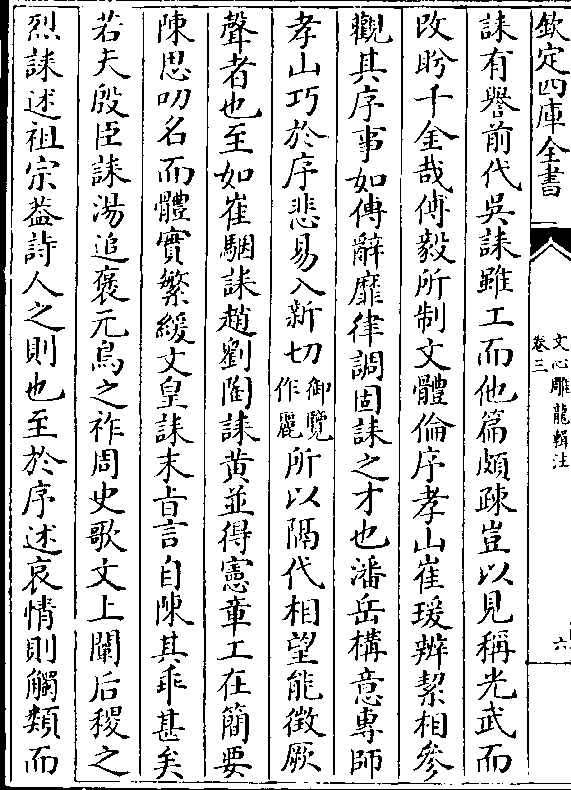 欽定四庫全書
文心雕龍輯注
卷三
六
誄有譽前代吳誄雖工而他篇頗疎豈以見稱光武而
改盻千金哉傅毅所制文體倫序孝山崔瑗辨絜相參
觀其序事如傳辭靡律調固誄之才也潘岳構意專師
孝山巧於序悲易入新切御覽作麗所以隔代相望能徵厥
聲者也至如崔駰誄趙劉陶誄黄並得憲章工在簡要
陳思叨名而體實繁緩文皇誄末㫖言自陳其乖甚矣
若夫殷臣誄湯追褒元鳥之祚周史歌文上闡后稷之
烈誄述祖宗葢詩人之則也至於序述哀情則觸類而